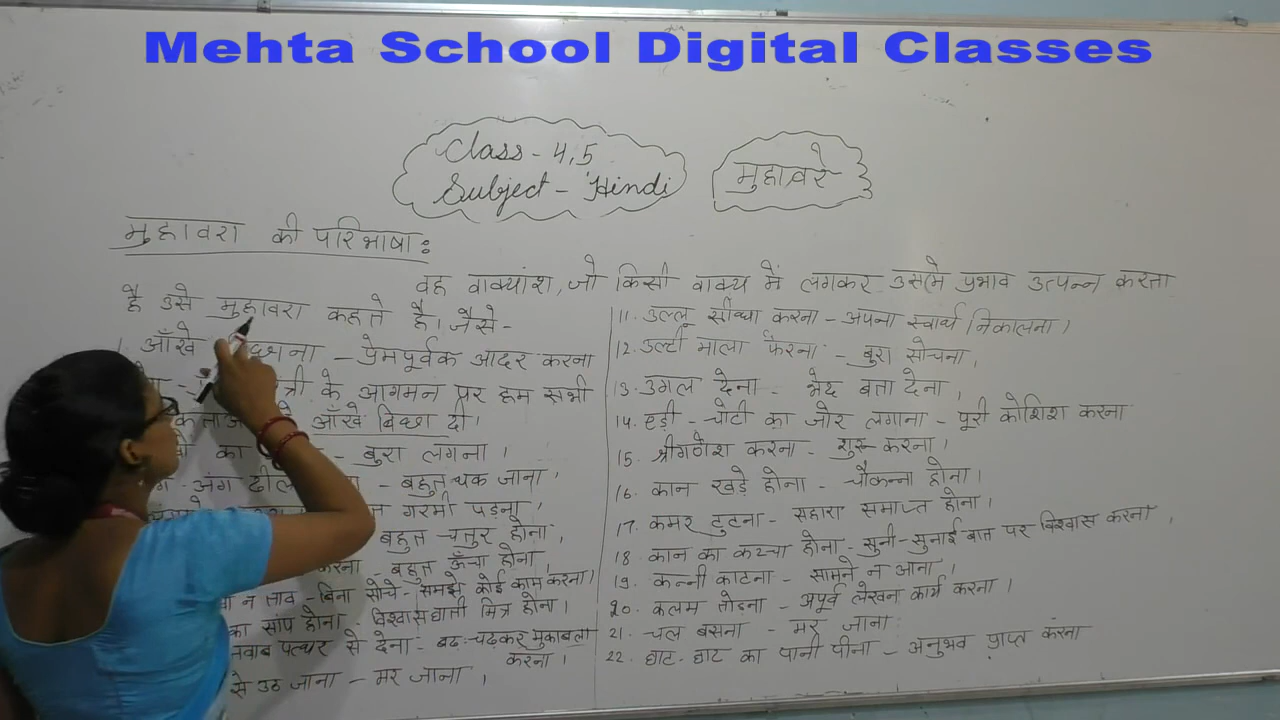 Mehta School Digital Classes
Class - 4,5
Subject - Hindi
मुहावरे
मुहावरा की परिभाषा :
वह वाक्यांश, जो किसी वाक्य में लगकर उसमें प्रभाव उत्पन्न करता
है उसे मुहावरा कहते हैं। जैसे -
1. आँखे - प्रेमपूर्वक आदर करना
के आगमन पर हम सभी
आँखे बिछा दी।
का - बुरा लगना।
अंग ढीला - बहुत थक जाना।
गरमी पड़ना,
बहुत चतुर होना,
करना - बहुत ऊँचा होना,
न ताव - बिना सोचे-समझे कोई काम करना।
का सांप होना विश्वासघाती मित्र होना।
जवाब पत्थर से देना - बढ़-चढ़कर मुकाबला
करना।
से उठ जाना - मर जाना,
11. उल्लू सीधा करना - अपना स्वार्थ निकालना।
12. उल्टी माला फेरना - बुरा सोचना,
13. उगल देना - भेद बता देना,
14. एड़ी - चोटी का जोर लगाना - पूरी कोशिश करना
15. श्रीगणेश करना - शुरू करना।
16. कान खड़े होना - चौकन्ना होना।
17. कमर टुटना - सहारा समाप्त होना।
18 कान का कच्चा होना - सुनी-सुनाई बात पर विश्वास करना,
19. कन्नी काटना - सामने न आना,
20. कलम तोड़ना - अपूर्व लेखना कार्य करना।
21. चल बसना - मर जाना
22. घाट-घाट का पानी पीना - अनुभव प्राप्त करना